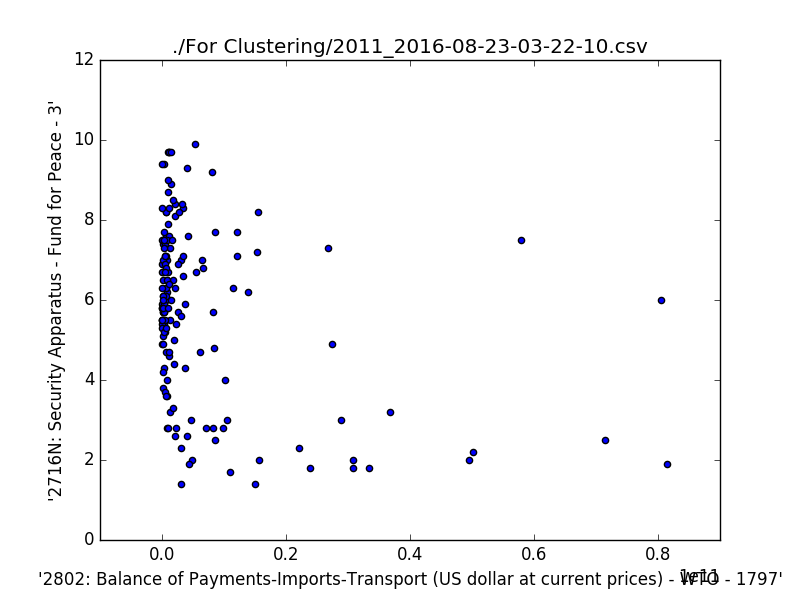 ./For Clustering/2011_2016-08-23-03-22-10.csv
12
10
8
6
4
2
0
'2716N: Security Apparatus - Fund for Peace - 3'
0.0 0.2 0.4 0.6 0.8
1e11
'2802: Balance of Payments-Imports-Transport (US dollar at current prices) - WTO - 1797'